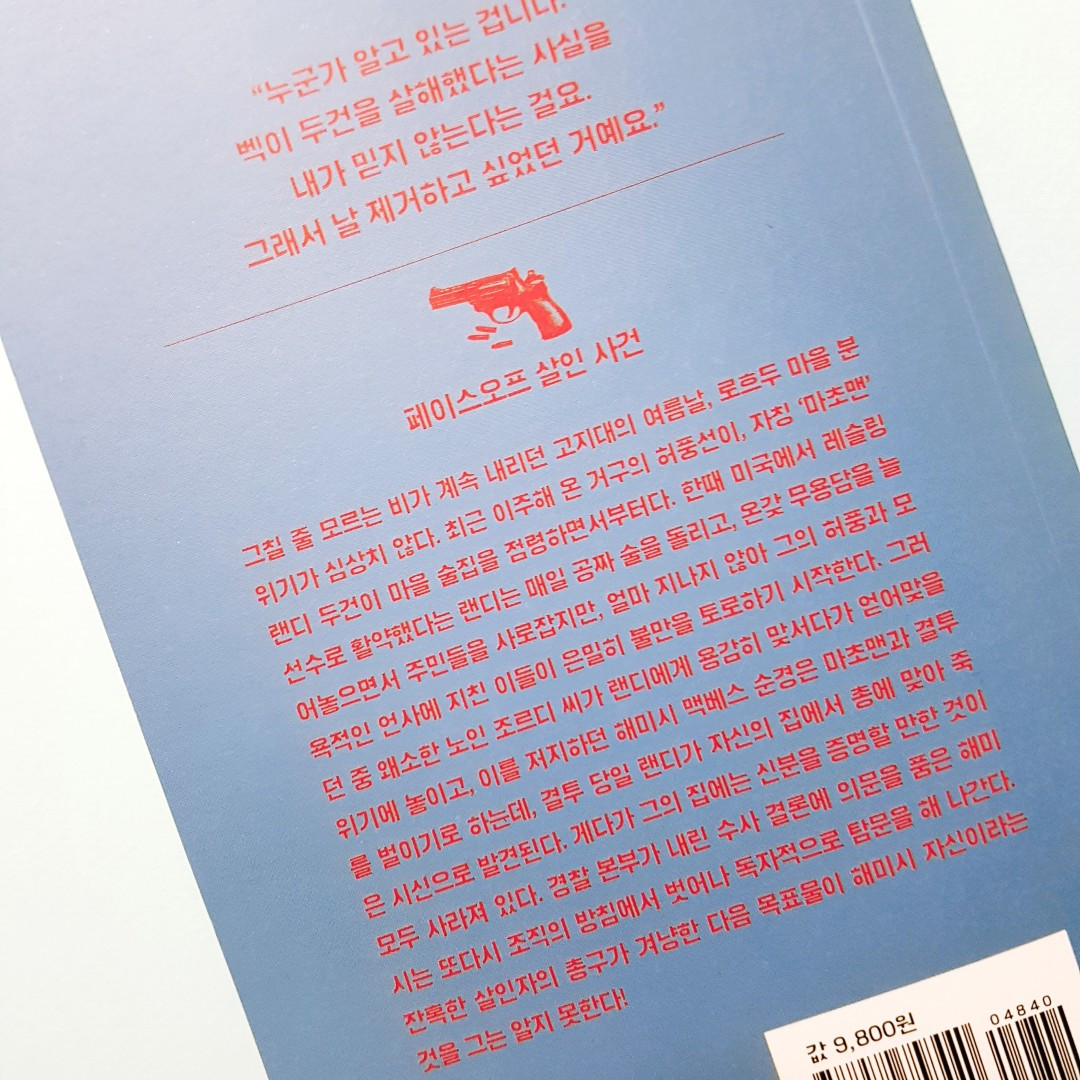 “누군가 알고 있는 겁니다.
벡이 두건을 살해했다는 사실을
내가 믿지 않는다는 걸요.
그래서 날 제거하고 싶었던 거예요.”
페이스오프 살인 사건
그칠 줄 모르는 비가 계속 내리던 고지대의 여름날, 로흐두 마을 분
위기가 심상치 않다. 최근 이주해 온 거구의 허풍선이, 자칭 ‘마초맨’
랜디 두건이 마을 술집을 점령하면서부터다. 한때 미국에서 레슬링
선수로 활약했다는 랜디는 매일 공짜 술을 돌리고, 온갖 무용담을 늘
어놓으면서 주민들을 사로잡지만, 얼마 지나지 않아 그의 허풍과 모
욕적인 언사에 지친 이들이 은밀히 불만을 토로하기 시작한다. 그러
던 중 왜소한 노인 조르디 씨가 랜디에게 용감히 맞서다가 얻어맞을
위기에 놓이고, 이를 저지하던 해미시 맥베스 순경은 마초맨과 결투
를 벌이기로 하는데, 결투 당일 랜디가 자신의 집에서 총에 맞아 죽
은 시신으로 발견된다. 게다가 그의 집에는 신분을 증명할 만한 것이
모두 사라져 있다. 경찰 본부가 내린 수사 결론에 의문을 품은 해미
시는 또다시 조직의 방침에서 벗어나 독자적으로 탐문을 해 나간다.
잔혹한 살인자의 총구가 겨냥한 다음 목표물이 해미시 자신이라는
것을 그는 알지 못한다!
값 9,800원
04840